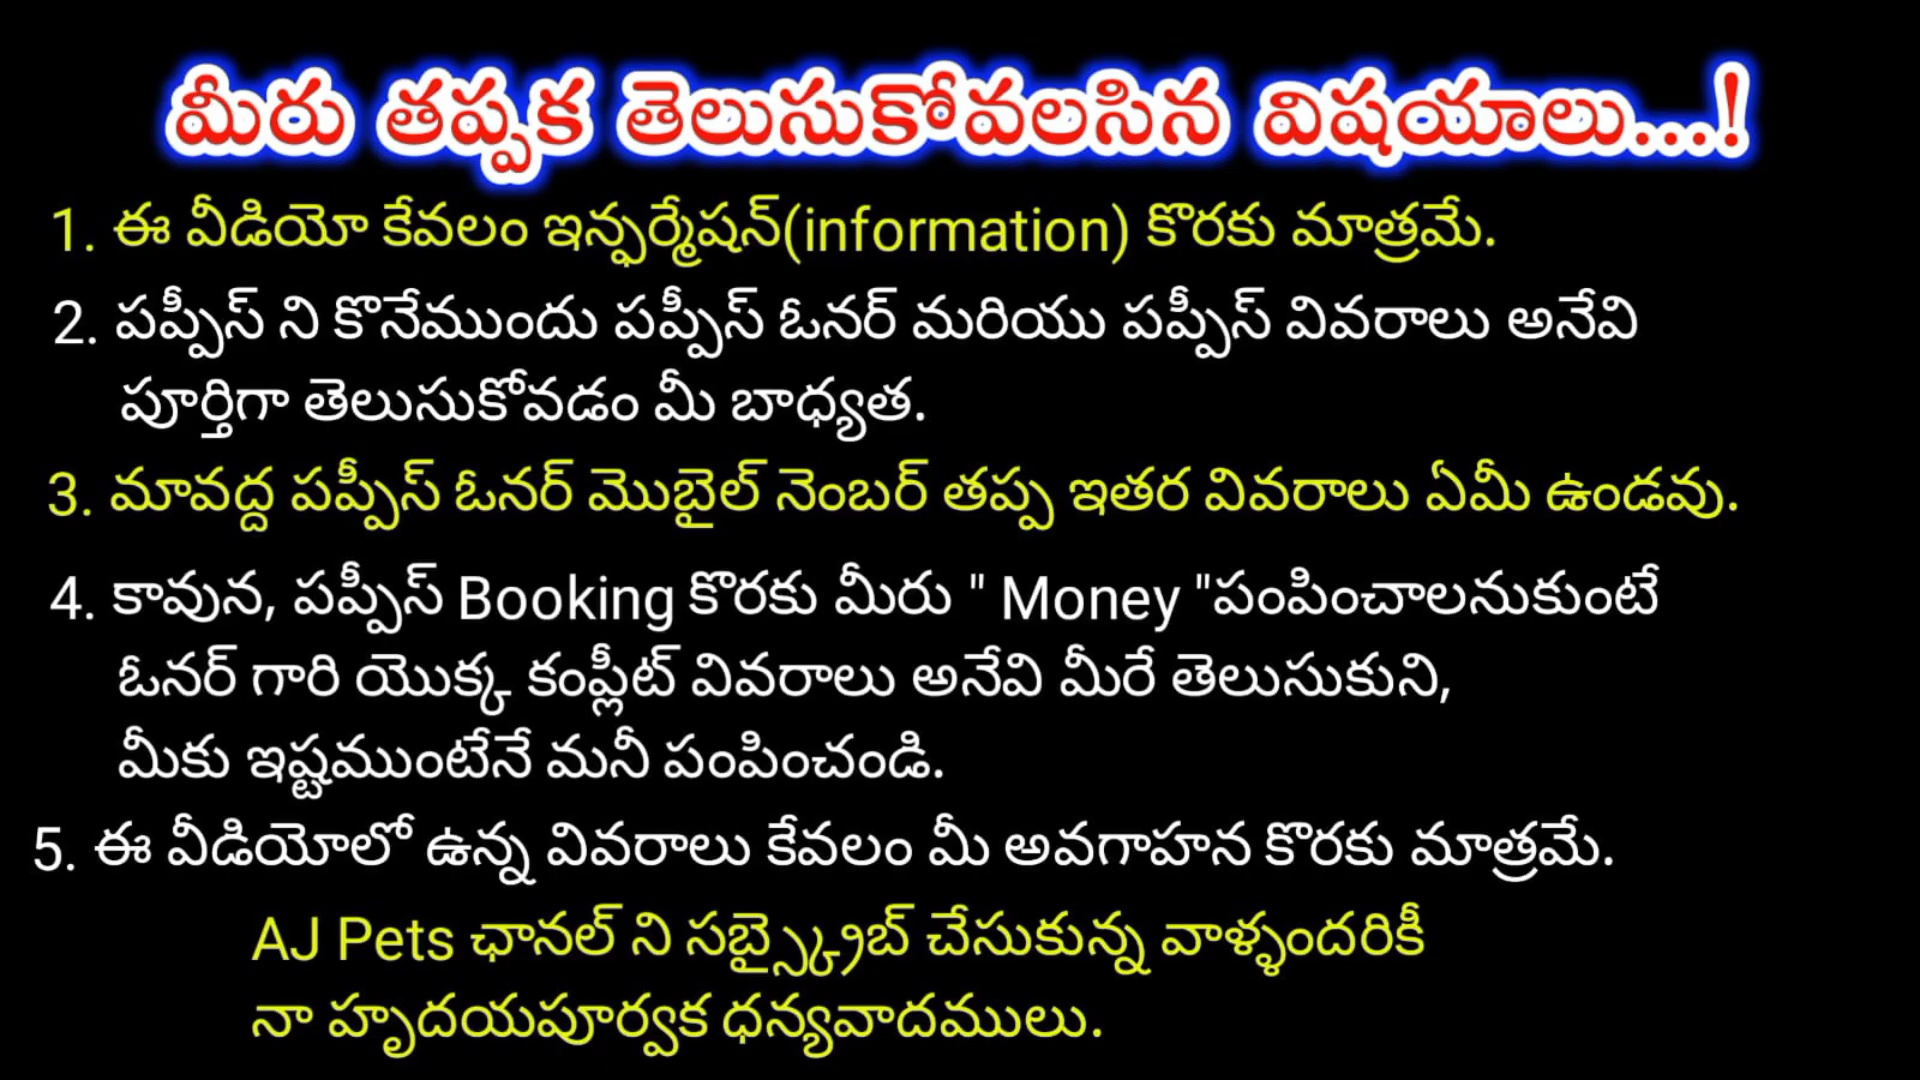 మీరు తప్పక తెలుసుకోవలసిన విషయాలు...!
1. ఈ వీడియో కేవలం ఇన్ఫర్మేషన్(information) కొరకు మాత్రమే.
2. పప్పీస్ ని కొనేముందు పప్పీస్ ఓనర్ మరియు పప్పీస్ వివరాలు అనేవి
పూర్తిగా తెలుసుకోవడం మీ బాధ్యత.
3. మావద్ద పప్పీస్ ఓనర్ మొబైల్ నెంబర్ తప్ప ఇతర వివరాలు ఏమీ ఉండవు.
4. కావున, పప్పీస్ Booking కొరకు మీరు " Money "పంపించాలనుకుంటే
ఓనర్ గారి యొక్క కంప్లీట్ వివరాలు అనేవి మీరే తెలుసుకుని,
మీకు ఇష్టముంటేనే మనీ పంపించండి.
5. ఈ వీడియోలో ఉన్న వివరాలు కేవలం మీ అవగాహన కొరకు మాత్రమే.
AJ Pets ఛానల్ ని సబ్స్క్రైబ్ చేసుకున్న వాళ్ళందరికీ
నా హృదయపూర్వక ధన్యవాదములు.